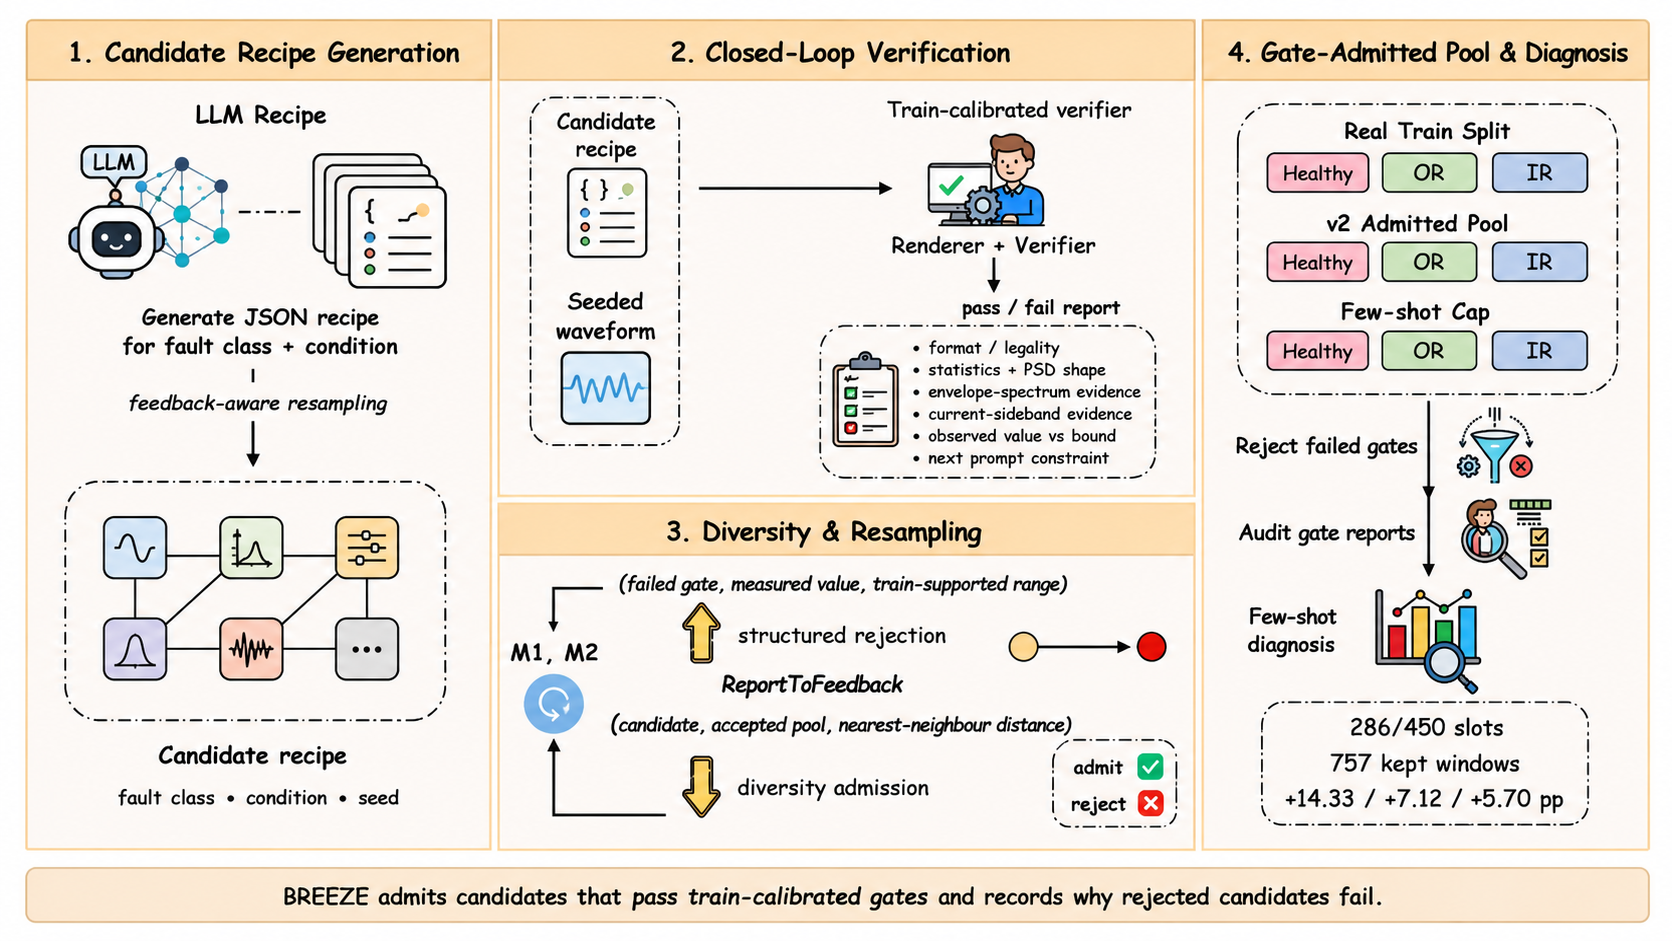 1. Candidate Recipe Generation
LLM Recipe
LLM
{
Generate JSON recipe
for fault class + condition
feedback-aware resampling
Candidate recipe
fault class • condition • seed
2. Closed-Loop Verification
Candidate
recipe
{ }
Seeded
waveform
Train-calibrated verifier
Renderer + Verifier
pass / fail report
• format / legality
• statistics + PSD shape
• envelope-spectrum evidence
• current-sideband evidence
• observed value vs bound
• next prompt constraint
3. Diversity & Resampling
(failed gate, measured value, train-supported range)
structured rejection
M1, M2
ReportToFeedback
(candidate, accepted pool, nearest-neighbour distance)
diversity admission
admit
reject
4. Gate-Admitted Pool & Diagnosis
Real Train Split
Healthy OR IR
v2 Admitted Pool
Healthy OR IR
Few-shot Cap
Healthy OR IR
Reject failed gates
Audit gate reports
Few-shot
diagnosis
286/450 slots
757 kept windows
+14.33 / +7.12 / +5.70 pp
BREEZE admits candidates that pass train-calibrated gates and records why rejected candidates fail.